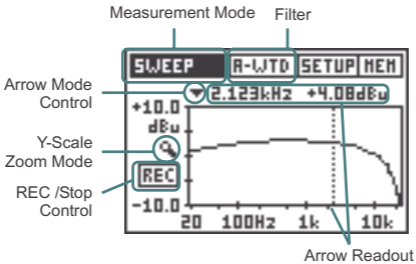 Measurement Mode
Filter
SWEEP A-WTD SETUP MEM
Arrow Mode
Control
2.123kHz +4.08dBu
+10.0
dBu
Y-Scale
Zoom Mode
REC
REC /Stop
Control
-10.0
20 100Hz 1k 10k
Arrow Readout